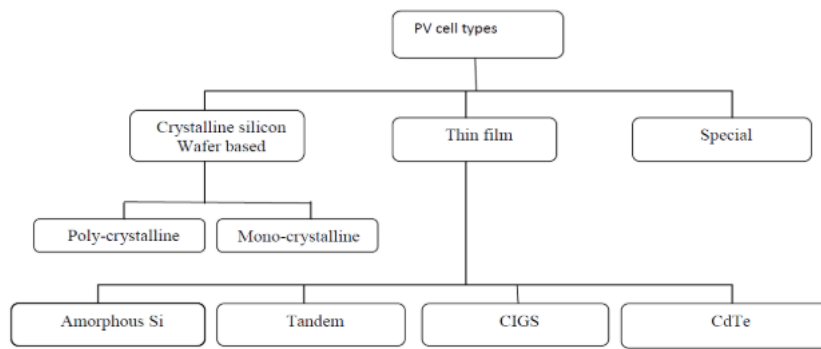 PV cell types
Crystalline silicon
Wafer based
Thin film
Special
Poly-crystalline
Mono-crystalline
Amorphous Si
Tandem
CIGS
CdTe